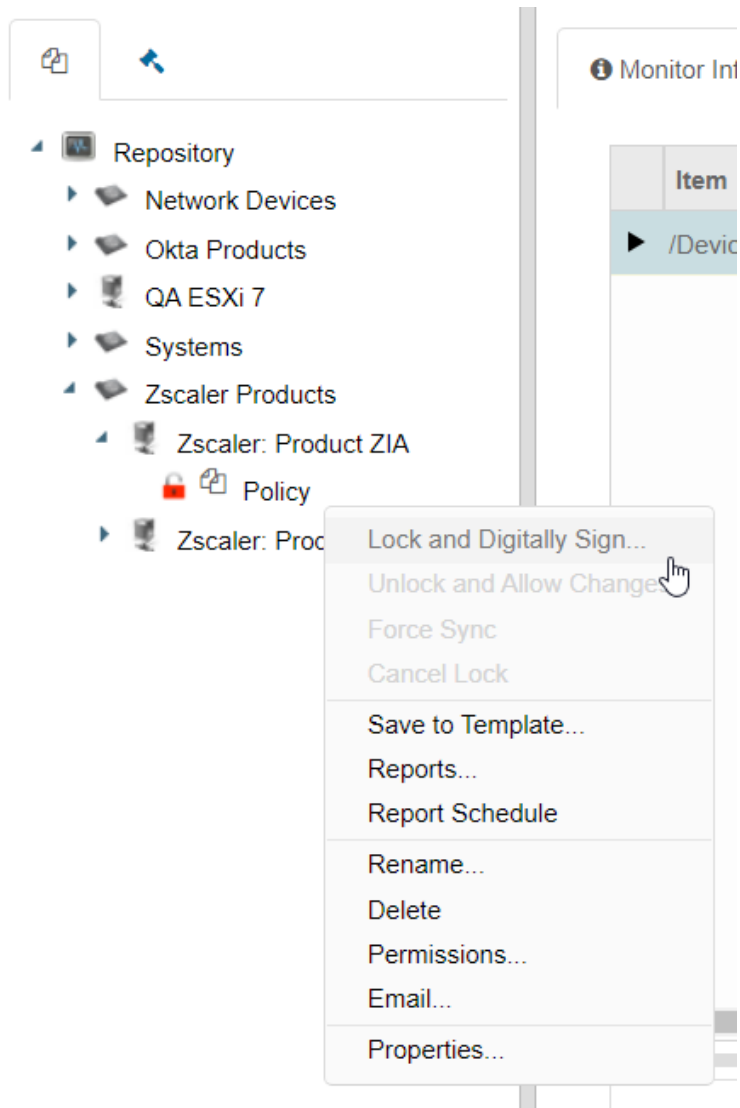 Monitor Inf
Repository
Network Devices
Okta Products
QA ESXi 7
Systems
Zscaler Products
Zscaler: Product ZIA
Policy
Zscaler: Proc
Lock and Digitally Sign...
Unlock and Allow Changes
Force Sync
Cancel Lock
Save to Template...
Reports...
Report Schedule
Rename...
Delete
Permissions...
Email...
Properties...
Item
/Devic